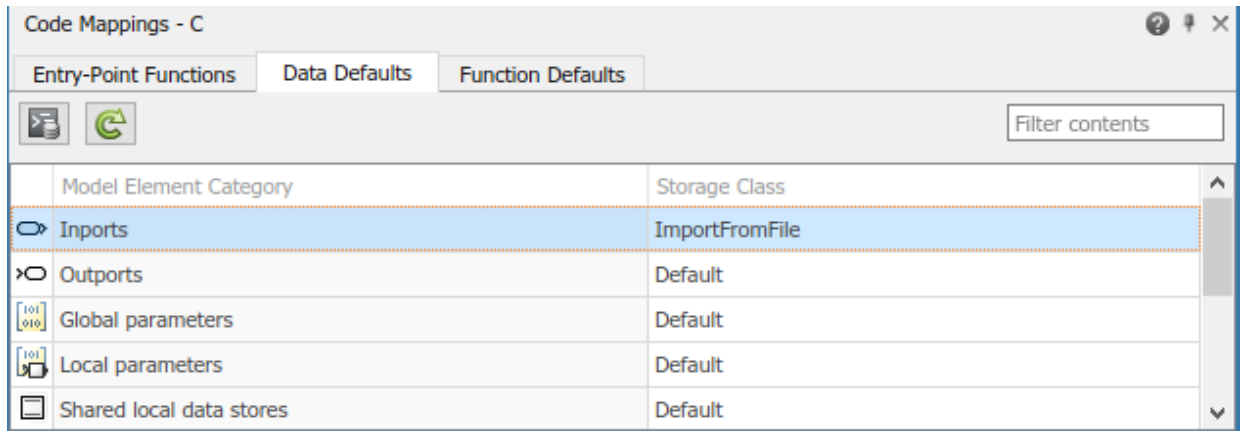 Code Mappings - C
Entry-Point Functions Data Defaults Function Defaults
Filter contents
Model Element Category Storage Class
Inports ImportFromFile
Outports Default
Global parameters Default
Local parameters Default
Shared local data stores Default